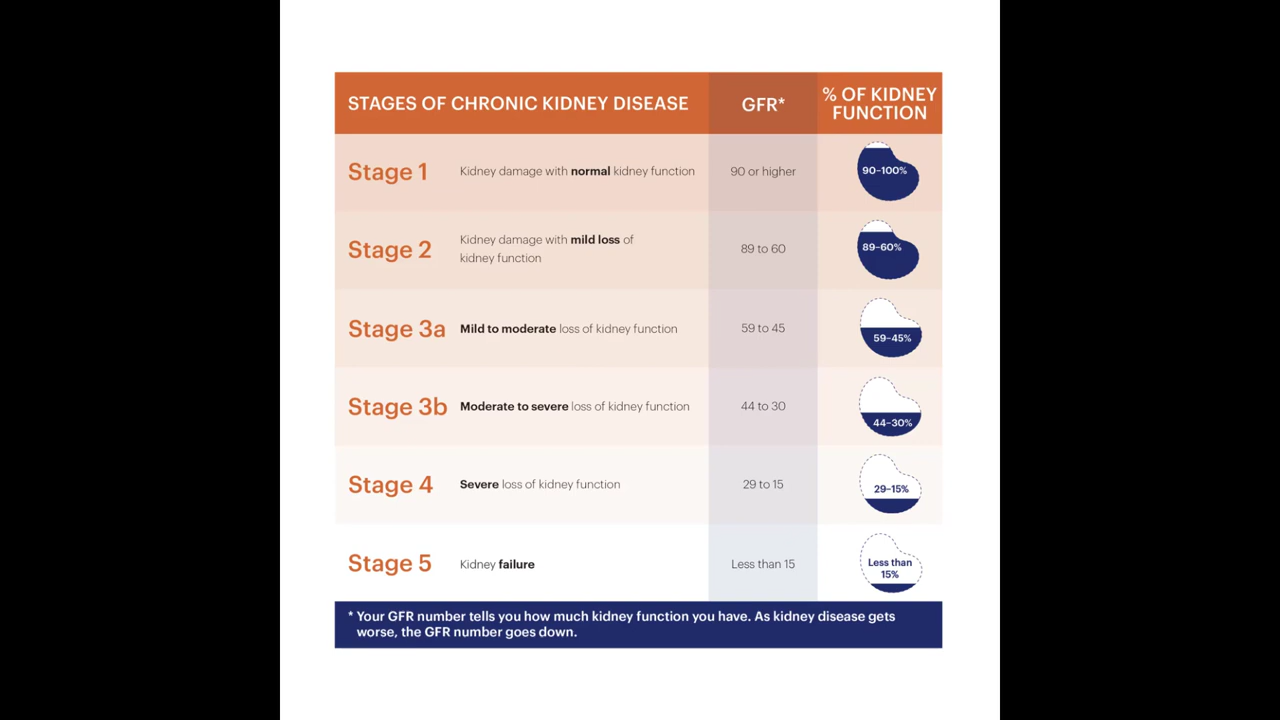 STAGES OF CHRONIC KIDNEY DISEASE
GFR*
% OF KIDNEY
FUNCTION
Stage 1
Kidney damage with normal kidney function
90 or higher
90–100%
Stage 2
Kidney damage with mild loss of
kidney function
89 to 60
89–60%
Stage 3a
Mild to moderate loss of kidney function
59 to 45
59–45%
Stage 3b
Moderate to severe loss of kidney function
44 to 30
44–30%
Stage 4
Severe loss of kidney function
29 to 15
29–15%
Stage 5
Kidney failure
Less than 15
Less than
15%
* Your GFR number tells you how much kidney function you have. As kidney disease gets
worse, the GFR number goes down.